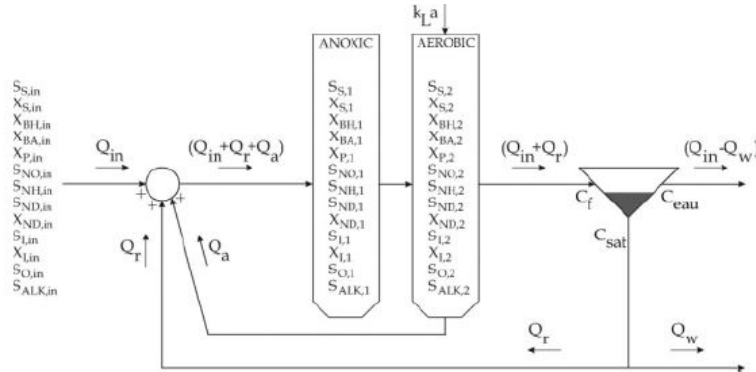 k_L a
ANOXIC
AEROBIC
S_S,in
X_S,in
X_BH,in
X_BA,in
X_P,in
S_NO,in
S_NH,in
S_ND,in
X_ND,in
S_I,in
X_I,in
S_O,in
S_ALK,in
Q_in
(Q_in+Q_r+Q_a)
+
+
+
Q_r
Q_a
S_S,1
X_S,1
X_BH,1
X_BA,1
X_P,1
S_NO,1
S_NH,1
S_ND,1
X_ND,1
S_I,1
X_I,1
S_O,1
S_ALK,1
S_S,2
X_S,2
X_BH,2
X_BA,2
X_P,2
S_NO,2
S_NH,2
S_ND,2
X_ND,2
S_I,2
X_I,2
S_O,2
S_ALK,2
(Q_in+Q_r)
(Q_in-Q_w)
C_f
C_eau
C_sat
Q_r
Q_w